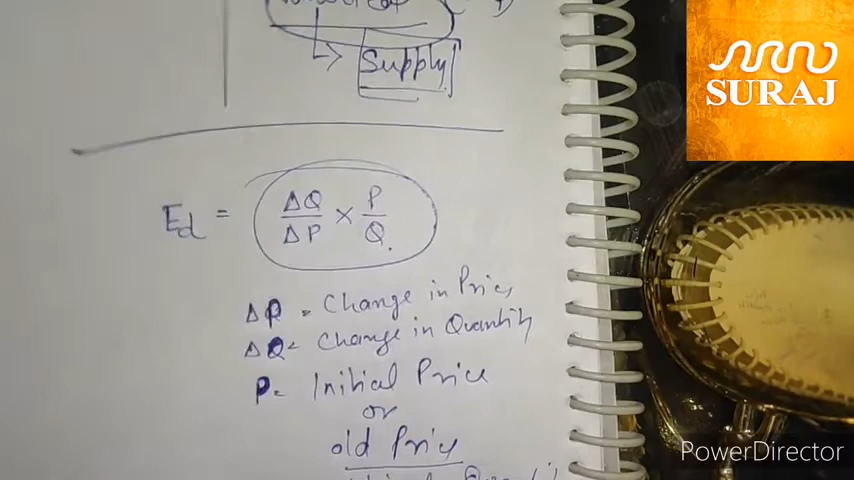 Supply
SURAJ
Ed = ΔQ/ΔP × P/Q
ΔP = Change in Price
ΔQ = Change in Quantity
P = Initial Price
or
old Price
PowerDirector